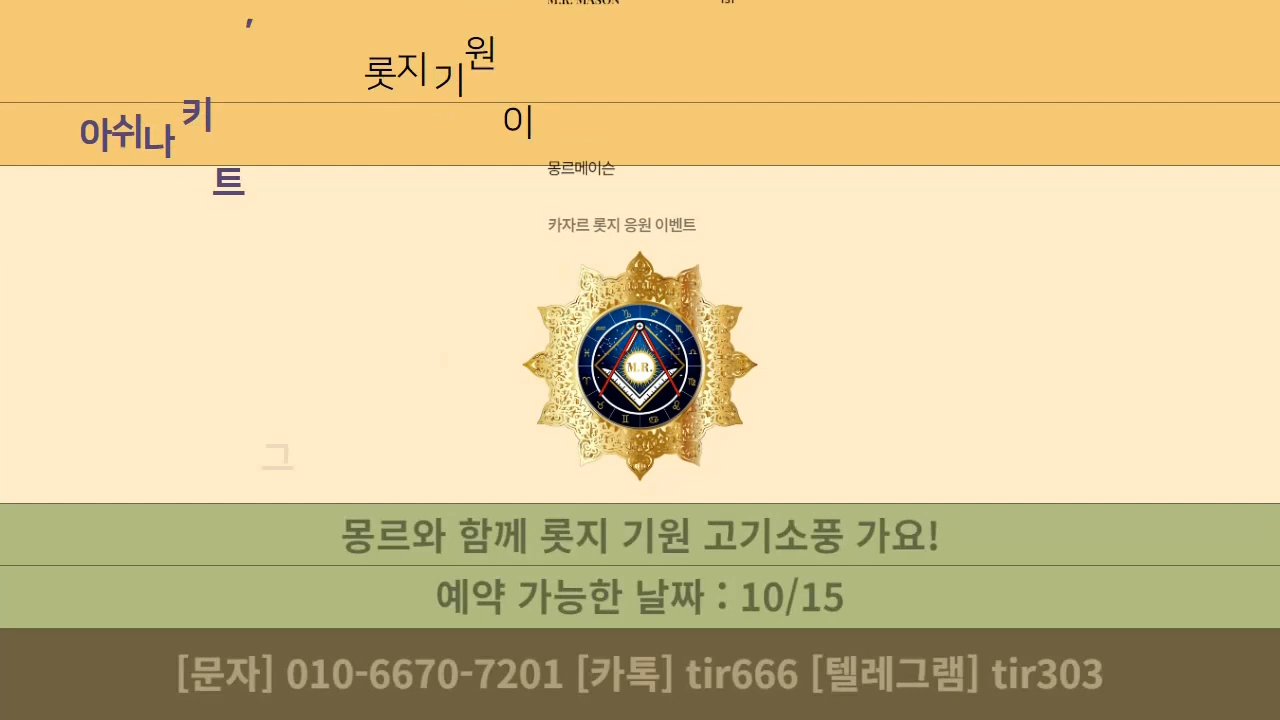 M.R. MASON 1ST
,
롯지기원
이
아쉬나키
트
몽르메이슨
카자르 롯지 응원 이벤트
M.R.
그
몽르와 함께 롯지 기원 고기소풍 가요!
예약 가능한 날짜 : 10/15
[문자] 010-6670-7201 [카톡] tir666 [텔레그램] tir303